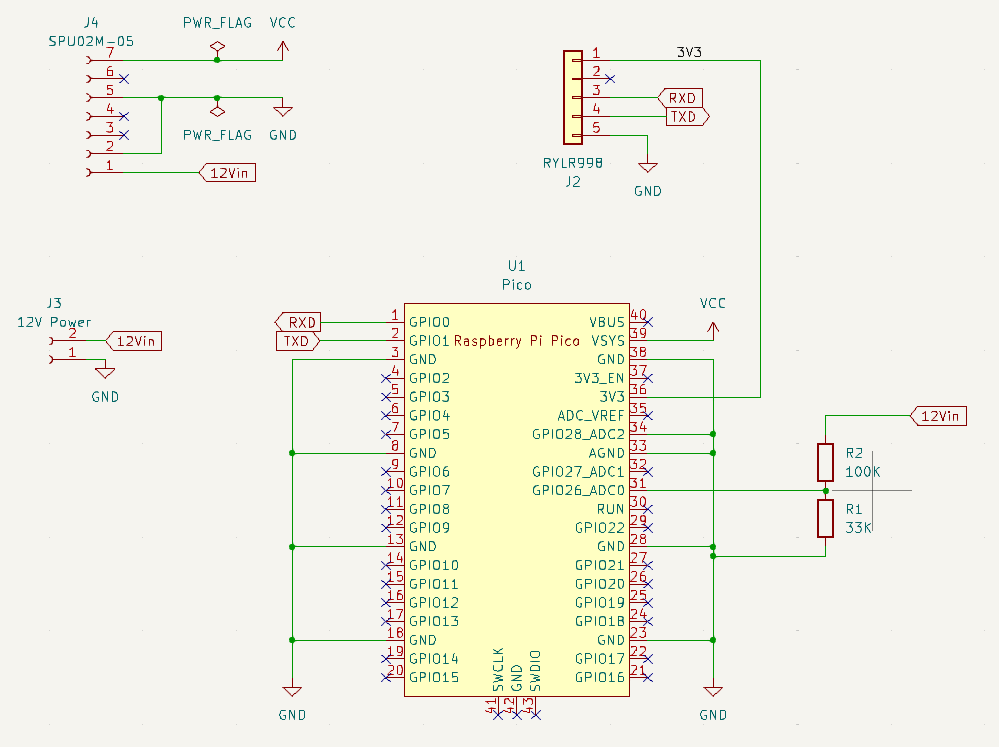 J4
SPU02M-05
PWR_FLAG VCC
7
6
5
4
3
2
1
PWR_FLAG GND
12Vin
3V3
1
2
3 RXD
4 TXD
5
RYLR998
J2
GND
J3
12V Power
2 12Vin
1
GND
U1
Pico
VCC
RXD 1 GPIO0 VBUS 40
TXD 2 GPIO1 Raspberry Pi Pico VSYS 39
3 GND GND 38
4 GPIO2 3V3_EN 37
5 GPIO3 3V3 36
6 GPIO4 ADC_VREF 35
7 GPIO5 GPIO28_ADC2 34
8 GND AGND 33
9 GPIO6 GPIO27_ADC1 32
10 GPIO7 GPIO26_ADC0 31
11 GPIO8 RUN 30
12 GPIO9 GPIO22 29
13 GND GND 28
14 GPIO10 GPIO21 27
15 GPIO11 GPIO20 26
16 GPIO12 GPIO19 25
17 GPIO13 GPIO18 24
18 GND GND 23
19 GPIO14 GPIO17 22
20 GPIO15 GPIO16 21
SWCLK
GND
SWDIO
41
42
43
GND
GND
12Vin
R2
100K
R1
33K